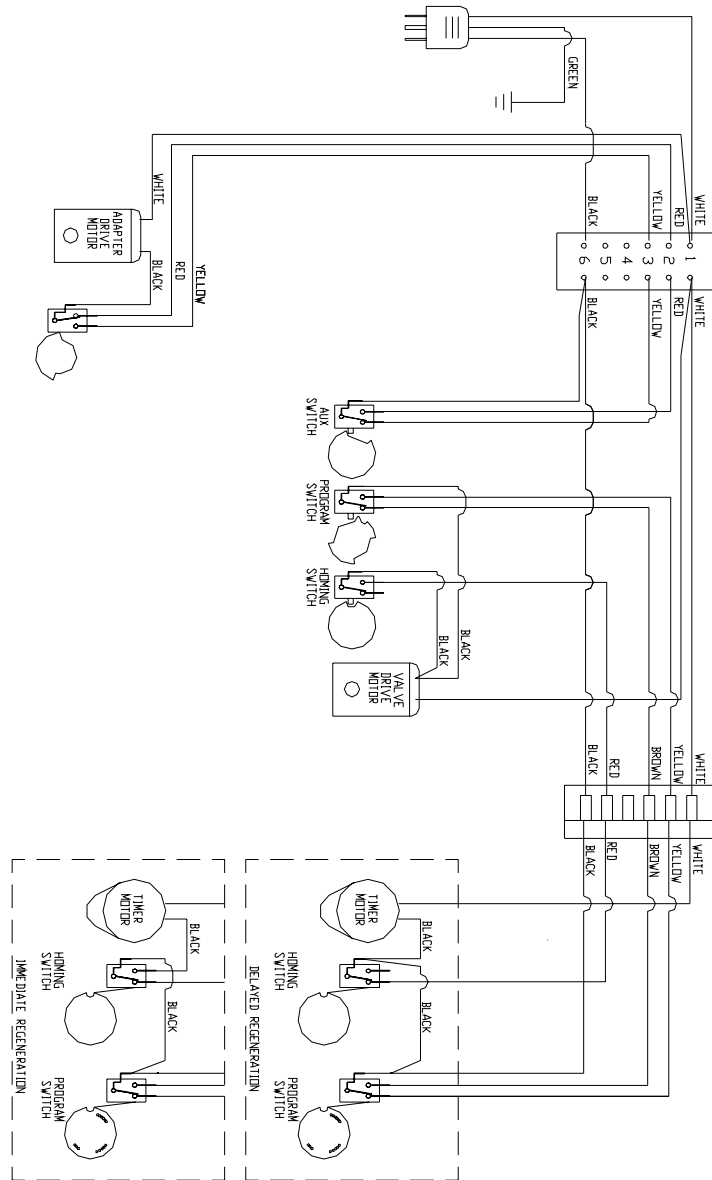 GREEN
WHITE
ADAPTER
DRIVE
MOTOR
BLACK
RED
YELLOW
BLACK
YELLOW
RED
WHITE
6
5
4
3
2
1
BLACK
YELLOW
RED
WHITE
AUX
SWITCH
PROGRAM
SWITCH
HOMING
SWITCH
BLACK
BLACK
VALVE
DRIVE
MOTOR
BLACK
RED
BROWN
YELLOW
WHITE
BLACK
RED
BROWN
YELLOW
WHITE
TIMER
MOTOR
BLACK
HOMING
SWITCH
BLACK
PROGRAM
SWITCH
DELAYED REGENERATION
TIMER
MOTOR
BLACK
HOMING
SWITCH
BLACK
PROGRAM
SWITCH
IMMEDIATE REGENERATION